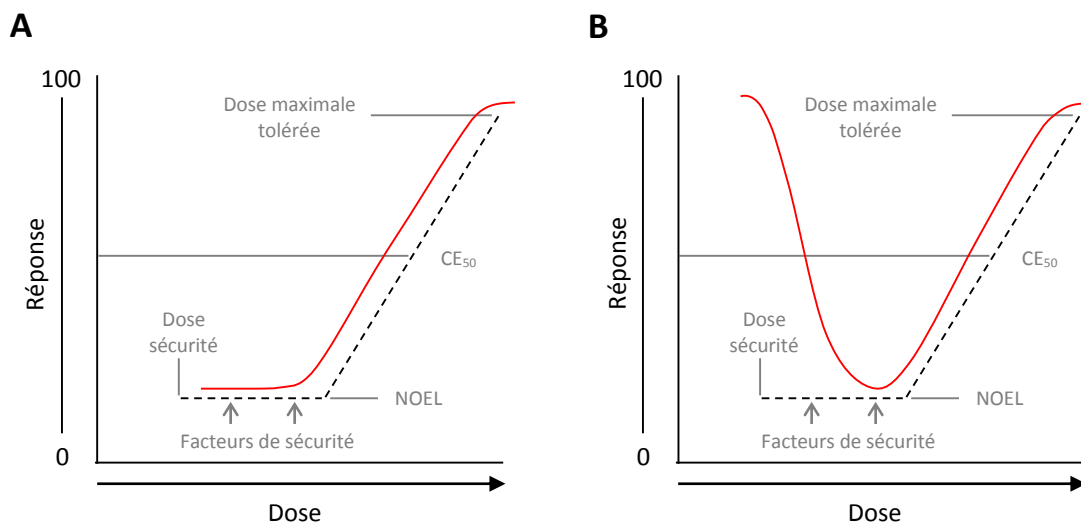 A
100
Dose maximale
tolérée
Réponse
CE₅₀
Dose
sécurité
NOEL
Facteurs de sécurité
0
Dose
B
100
Dose maximale
tolérée
Réponse
CE₅₀
Dose
sécurité
NOEL
Facteurs de sécurité
0
Dose